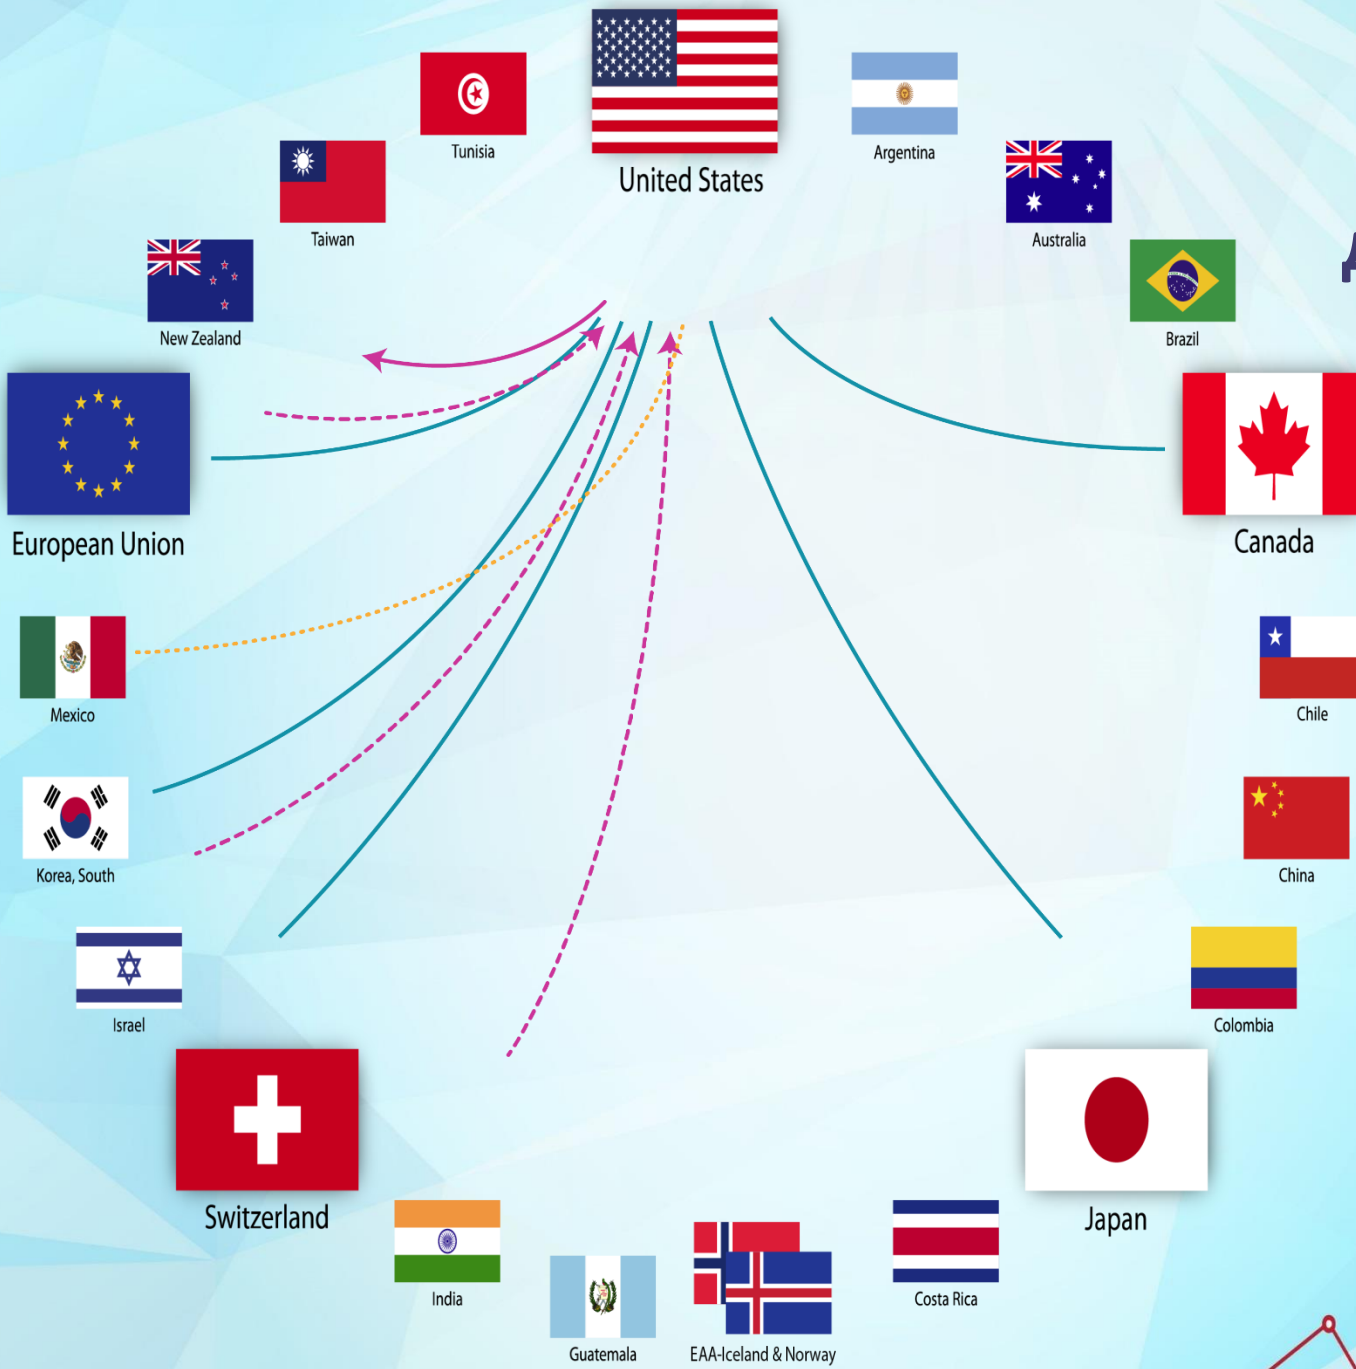 United States
Tunisia
Argentina
Taiwan
Australia
New Zealand
Brazil
European Union
Canada
Mexico
Chile
Korea, South
China
Israel
Colombia
Switzerland
Japan
India
Costa Rica
Guatemala
EAA-Iceland & Norway